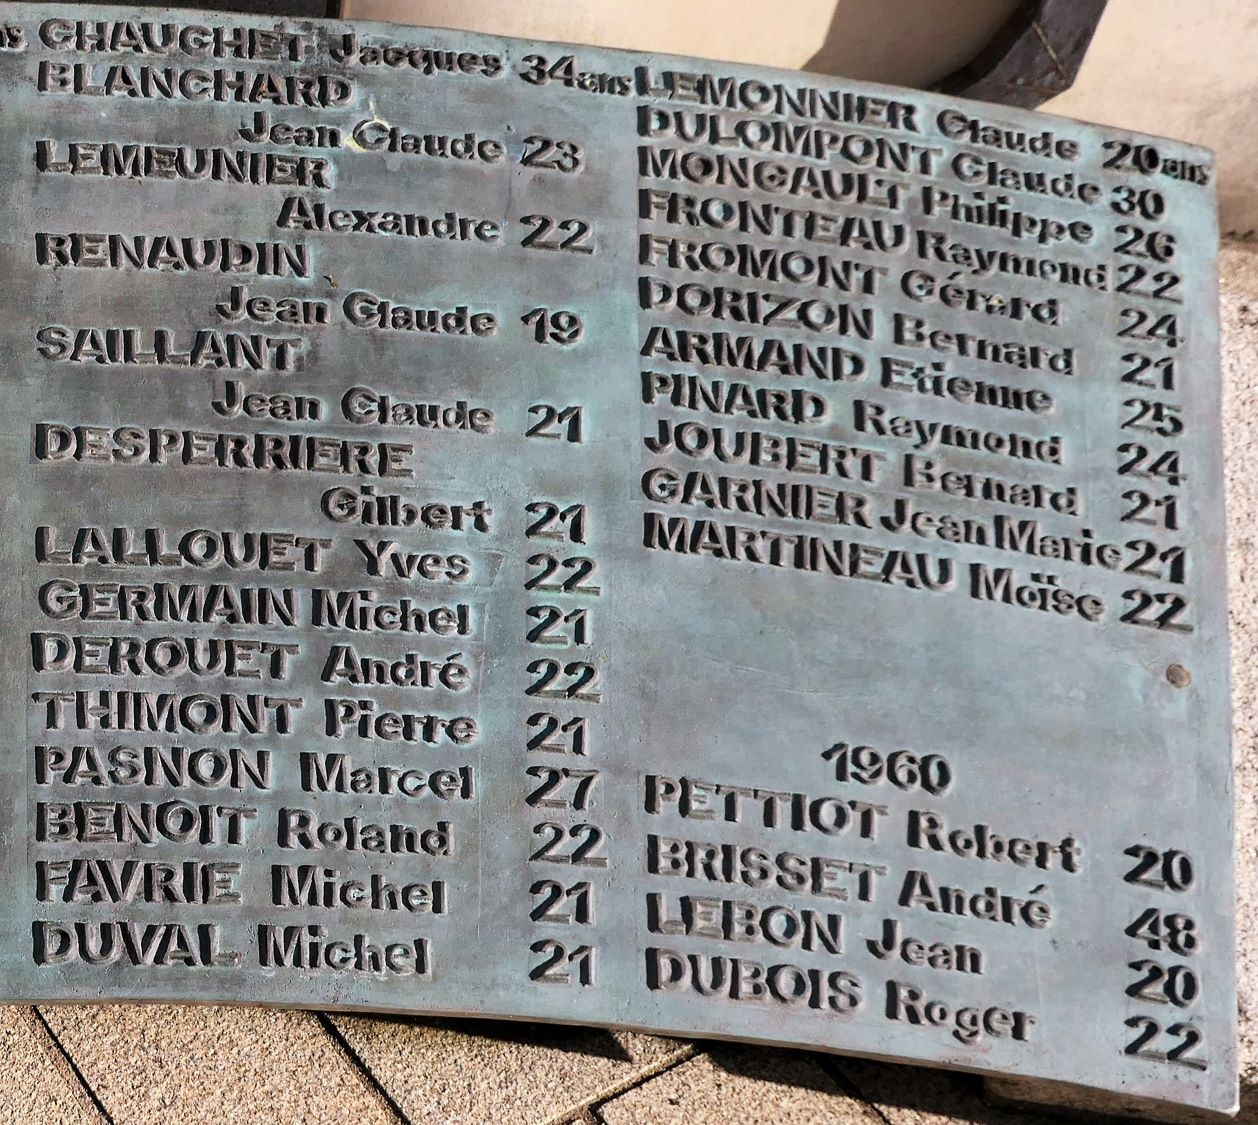 CHAUCHET Jacques 34ans
BLANCHARD
Jean Claude 23
LEMEUNIER
Alexandre 22
RENAUDIN
Jean Claude 19
SAILLANT
Jean Claude 21
DESPERRIERE
Gilbert 21
LALLOUET Yves 22
GERMAIN Michel 21
DEROUET André 22
THIMONT Pierre 21
PASNON Marcel 27
BENOIT Roland 22
FAVRIE Michel 21
DUVAL Michel 21
LEMONNIER Claude 20ans
DULOMPONT Claude 30
MONGAULT Philippe 26
FRONTEAU Raymond 22
FROMONT Gérard 24
DORIZON Bernard 21
ARMAND Etienne 25
PINARD Raymond 24
JOUBERT Bernard 21
GARNIER Jean Marie 21
MARTINEAU Moïse 22
1960
PETTIOT Robert 20
BRISSET André 48
LEBON Jean 20
DUBOIS Roger 22